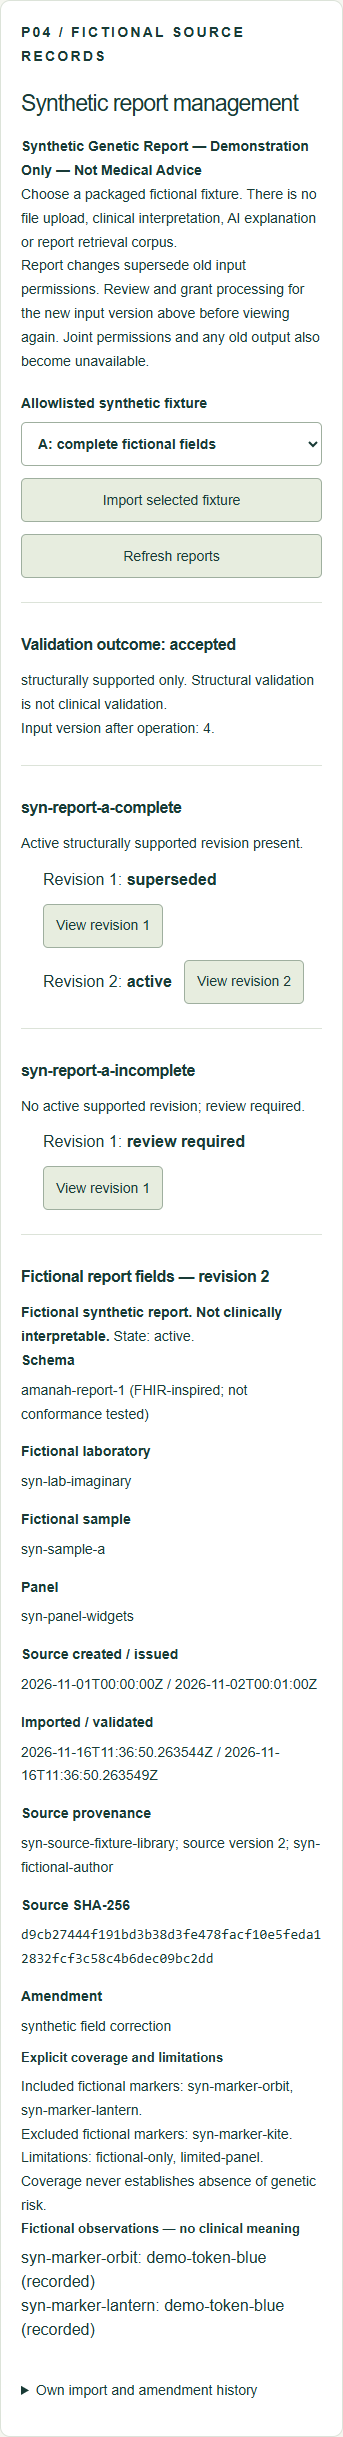 P04 / FICTIONAL SOURCE
RECORDS
Synthetic report management
Synthetic Genetic Report — Demonstration
Only — Not Medical Advice
Choose a packaged fictional fixture. There is no
file upload, clinical interpretation, AI explanation
or report retrieval corpus.
Report changes supersede old input
permissions. Review and grant processing for
the new input version above before viewing
again. Joint permissions and any old output also
become unavailable.
Allowlisted synthetic fixture
A: complete fictional fields
Import selected fixture
Refresh reports
Validation outcome: accepted
structurally supported only. Structural validation
is not clinical validation.
Input version after operation: 4.
syn-report-a-complete
Active structurally supported revision present.
Revision 1: superseded
View revision 1
Revision 2: active View revision 2
syn-report-a-incomplete
No active supported revision; review required.
Revision 1: review required
View revision 1
Fictional report fields — revision 2
Fictional synthetic report. Not clinically
interpretable. State: active.
Schema
amanah-report-1 (FHIR-inspired; not
conformance tested)
Fictional laboratory
syn-lab-imaginary
Fictional sample
syn-sample-a
Panel
syn-panel-widgets
Source created / issued
2026-11-01T00:00:00Z / 2026-11-02T00:01:00Z
Imported / validated
2026-11-16T11:36:50.263544Z / 2026-11-
16T11:36:50.263549Z
Source provenance
syn-source-fixture-library; source version 2; syn-
fictional-author
Source SHA-256
d9cb27444f191bd3b38d3fe478facf10e5feda1
2832fcf3c58c4b6dec09bc2dd
Amendment
synthetic field correction
Explicit coverage and limitations
Included fictional markers: syn-marker-orbit,
syn-marker-lantern.
Excluded fictional markers: syn-marker-kite.
Limitations: fictional-only, limited-panel.
Coverage never establishes absence of genetic
risk.
Fictional observations — no clinical meaning
syn-marker-orbit: demo-token-blue
(recorded)
syn-marker-lantern: demo-token-blue
(recorded)
Own import and amendment history